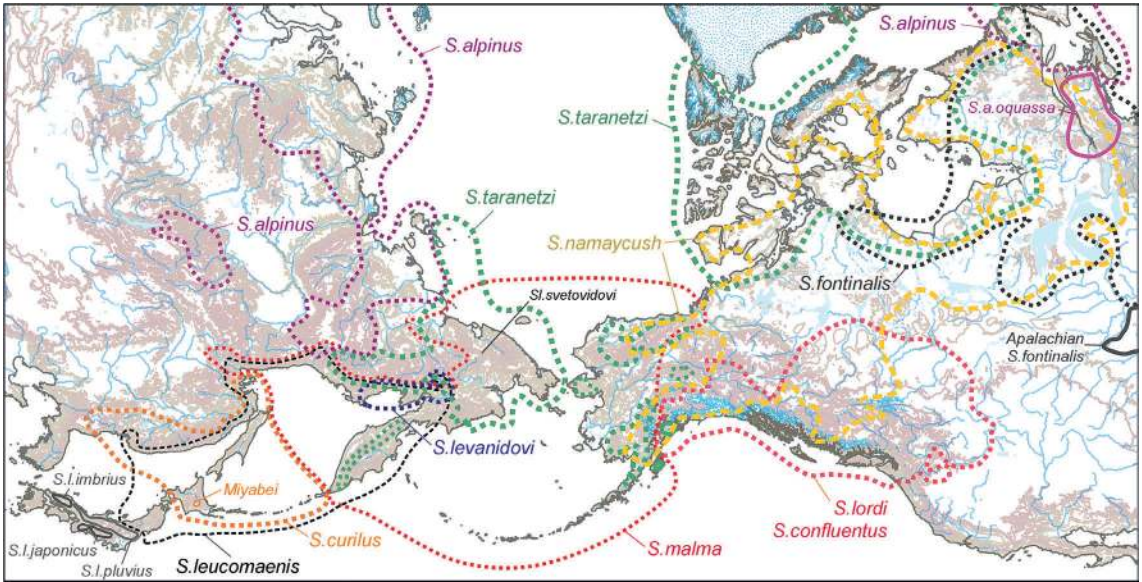 S.alpinus
S.alpinus
S.taranetzi
S.a.oquassa
S.taranetzi
S.alpinus
S.namaycush
S.fontinalis
Sl.svetovidovi
Apalachian
S.fontinalis
S.levanidovi
S.l.imbrius
Miyabei
S.l.japonicus
S.curilus
S.lordi
S.confluentus
S.l.pluvius
S.leucomaenis
S.malma